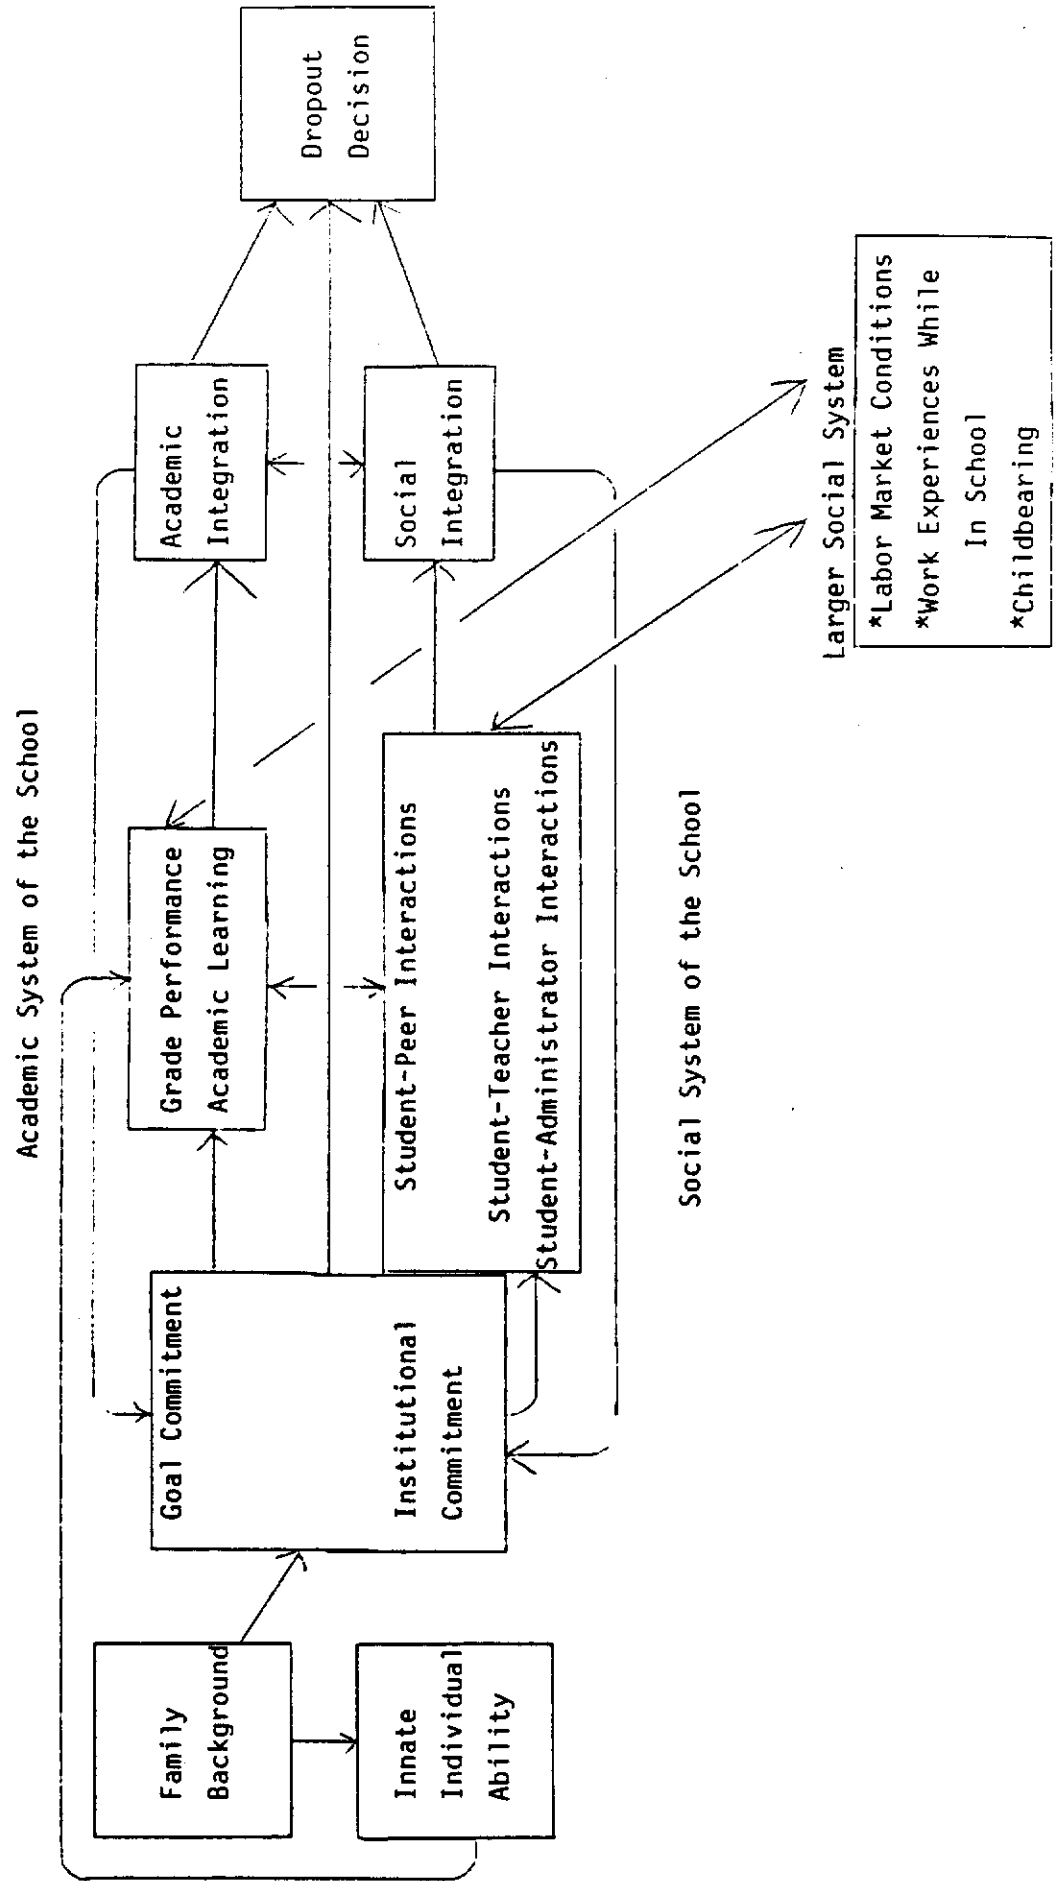 Academic System of the School
Family
Background
Innate
Individual
Ability
Goal Commitment
Institutional
Commitment
Grade Performance
Academic Learning
Student-Peer Interactions
Student-Teacher Interactions
Student-Administrator Interactions
Academic
Integration
Social
Integration
Dropout
Decision
Social System of the School
Larger Social System
*Labor Market Conditions
*Work Experiences While
In School
*Childbearing